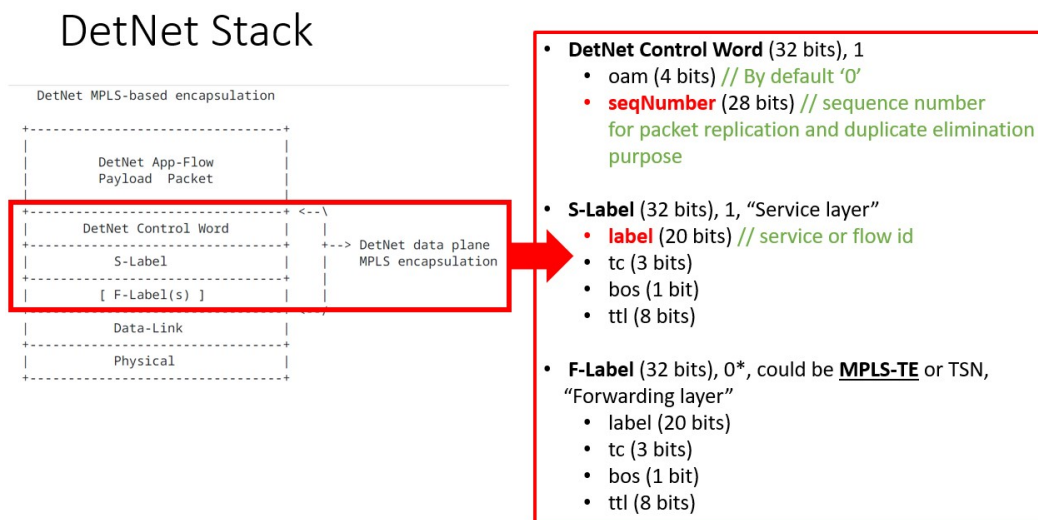 DetNet Stack
DetNet MPLS-based encapsulation
+---------------------------------+
| |
| DetNet App-Flow |
| Payload Packet |
| |
+---------------------------------+ <--\
| DetNet Control Word | |
+---------------------------------+ +--> DetNet data plane
| S-Label | | MPLS encapsulation
+---------------------------------+ |
| [ F-Label(s) ] | |
+---------------------------------+ <--/
| Data-Link |
+---------------------------------+
| Physical |
+---------------------------------+
• DetNet Control Word (32 bits), 1
• oam (4 bits) // By default ‘0’
• seqNumber (28 bits) // sequence number
for packet replication and duplicate elimination
purpose
• S-Label (32 bits), 1, “Service layer”
• label (20 bits) // service or flow id
• tc (3 bits)
• bos (1 bit)
• ttl (8 bits)
• F-Label (32 bits), 0*, could be MPLS-TE or TSN,
“Forwarding layer”
• label (20 bits)
• tc (3 bits)
• bos (1 bit)
• ttl (8 bits)